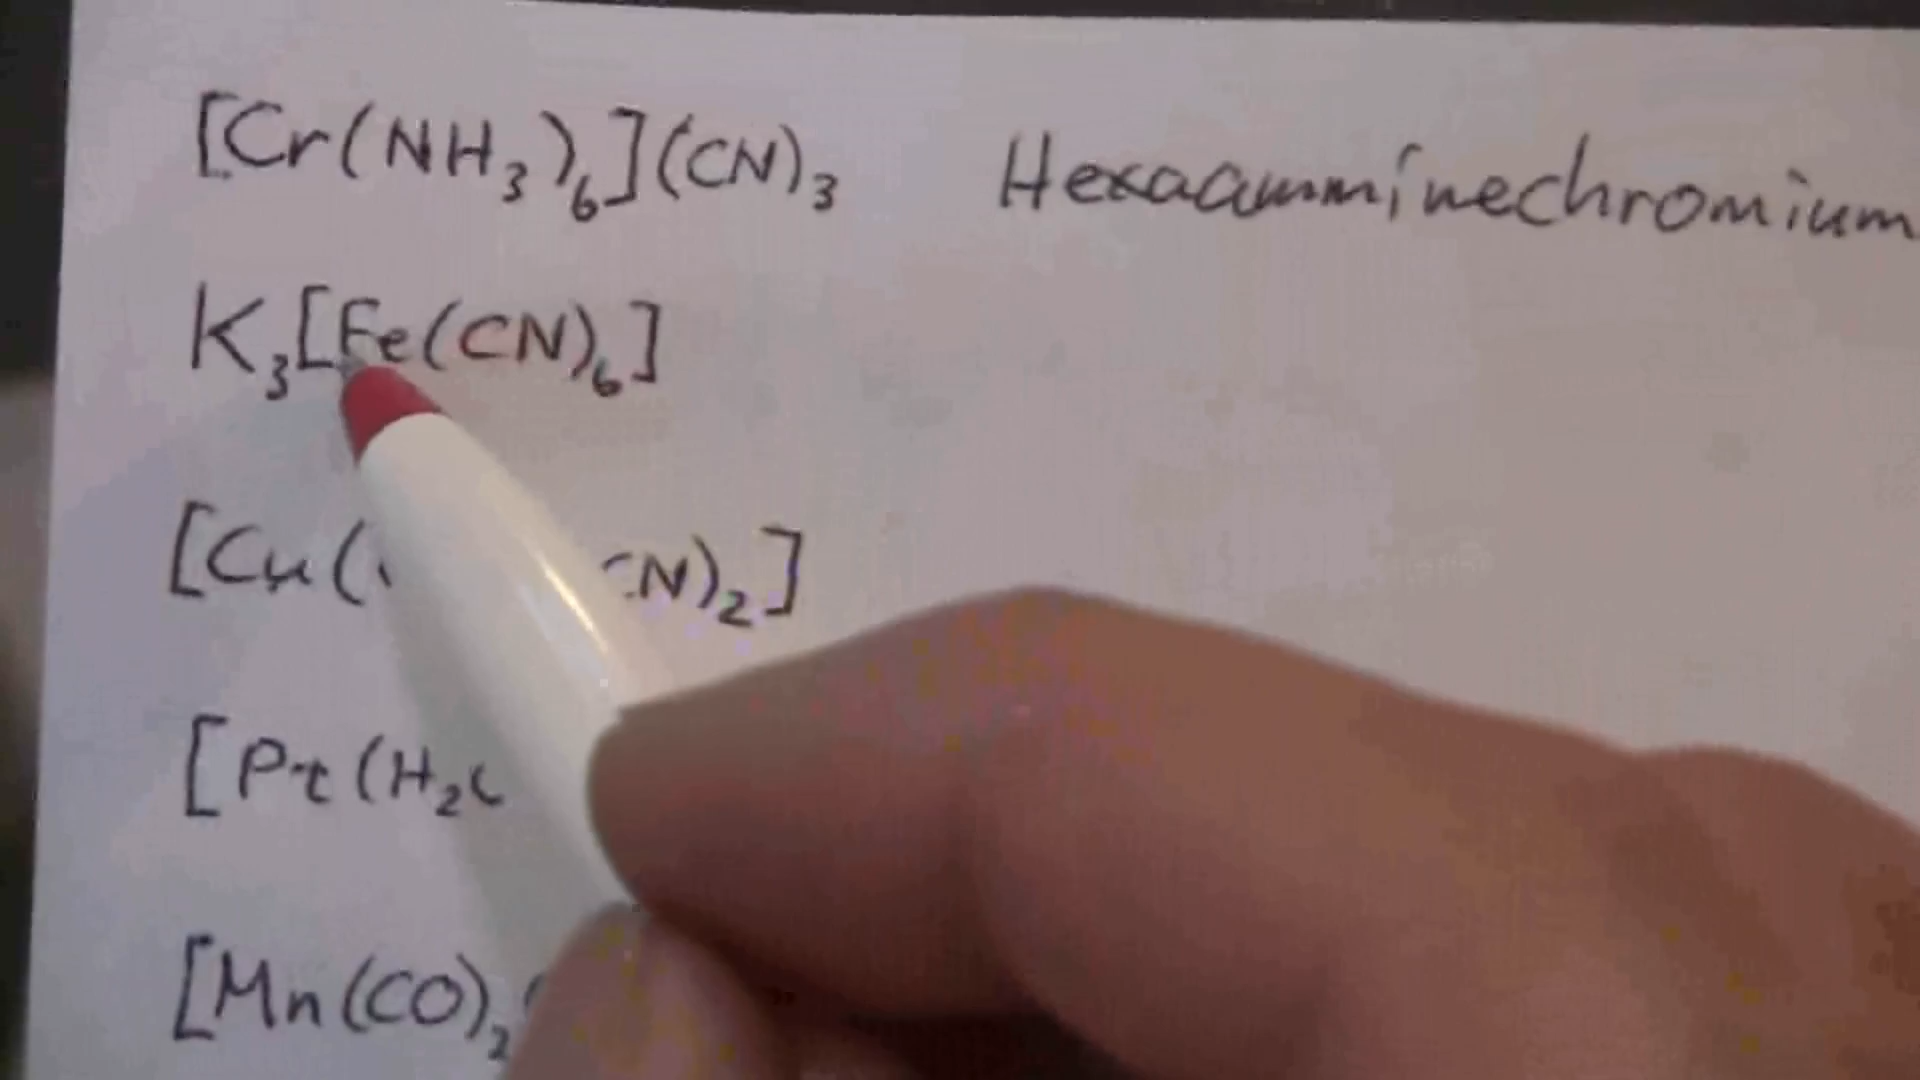 [Cr(NH₃)₆](CN)₃ Hexaamminechromium
K₃[Fe(CN)₆]
[Cu( CN)₂]
[Pt(H₂
[Mn(CO)₂